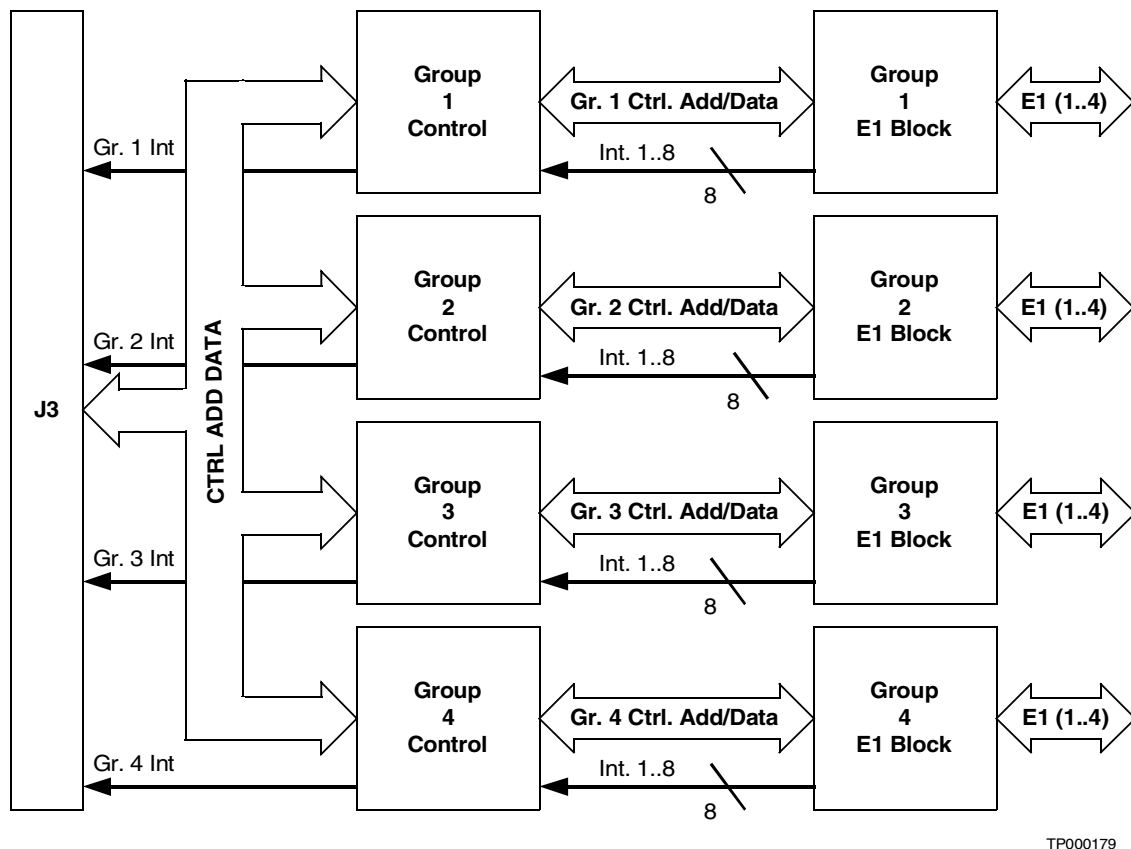 J3
CTRL ADD DATA
Gr. 1 Int
Group
1
Control
Gr. 1 Ctrl. Add/Data
Int. 1..8
8
Group
1
E1 Block
E1 (1..4)
Gr. 2 Int
Group
2
Control
Gr. 2 Ctrl. Add/Data
Int. 1..8
8
Group
2
E1 Block
E1 (1..4)
Gr. 3 Int
Group
3
Control
Gr. 3 Ctrl. Add/Data
Int. 1..8
8
Group
3
E1 Block
E1 (1..4)
Gr. 4 Int
Group
4
Control
Gr. 4 Ctrl. Add/Data
Int. 1..8
8
Group
4
E1 Block
E1 (1..4)
TP000179